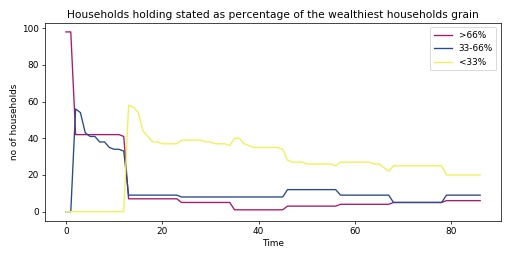 Households holding stated as percentage of the wealthiest households grain
>66%
33-66%
<33%
no of households
100
80
60
40
20
0
0 20 40 60 80
Time